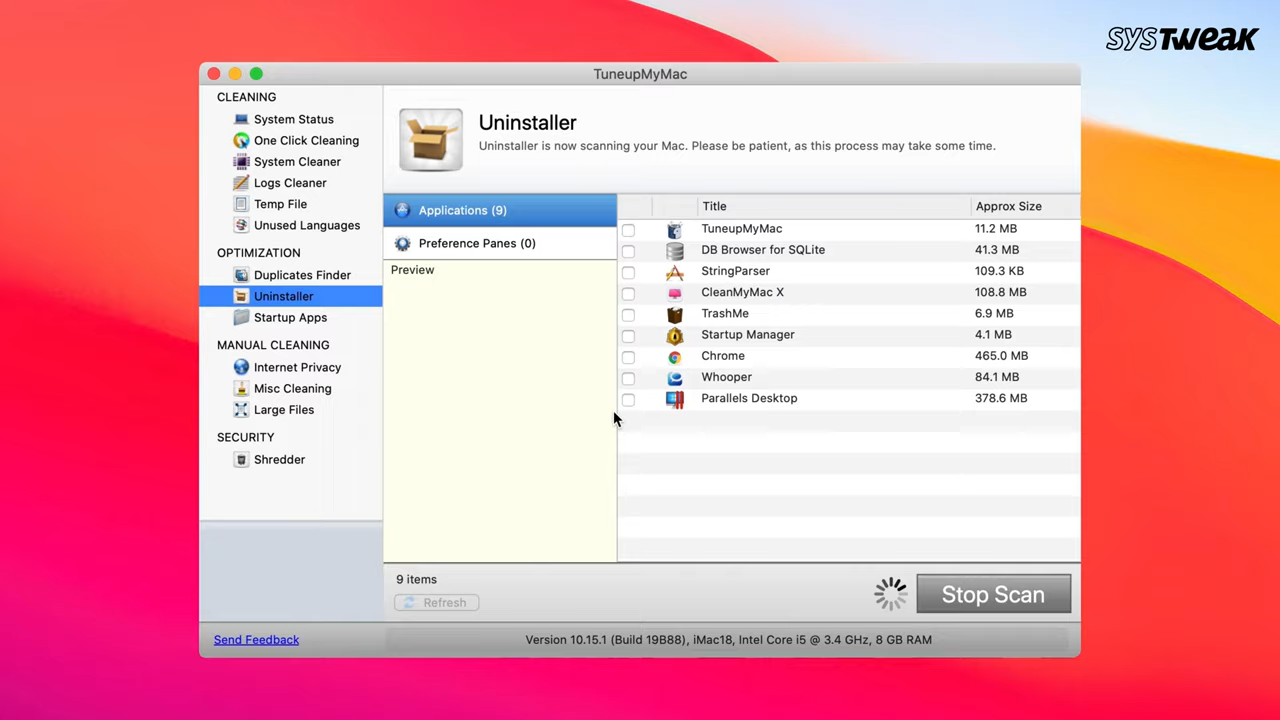 SYSTWEAK
TuneupMyMac
CLEANING
System Status
One Click Cleaning
System Cleaner
Logs Cleaner
Temp File
Unused Languages
OPTIMIZATION
Duplicates Finder
Uninstaller
Startup Apps
MANUAL CLEANING
Internet Privacy
Misc Cleaning
Large Files
SECURITY
Shredder
Uninstaller
Uninstaller is now scanning your Mac. Please be patient, as this process may take some time.
Applications (9)
Preference Panes (0)
Preview
Title Approx Size
TuneupMyMac 11.2 MB
DB Browser for SQLite 41.3 MB
StringParser 109.3 KB
CleanMyMac X 108.8 MB
TrashMe 6.9 MB
Startup Manager 4.1 MB
Chrome 465.0 MB
Whooper 84.1 MB
Parallels Desktop 378.6 MB
9 items
Refresh
Stop Scan
Send Feedback
Version 10.15.1 (Build 19B88), iMac18, Intel Core i5 @ 3.4 GHz, 8 GB RAM